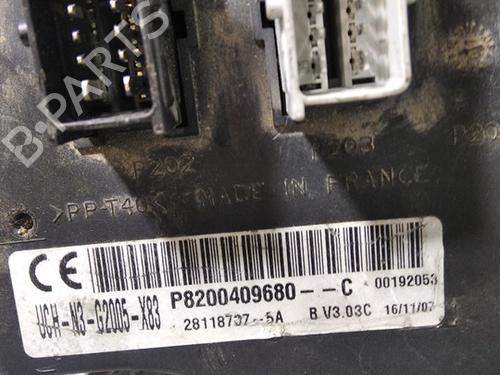 B-PARTS
P202
P203
P20
>PP-T40< MADE IN FRANCE
CE
UCH-N3-G2005-X83
P8200409680--C
00192053
28118737-5A
B V3.03C
16/11/07